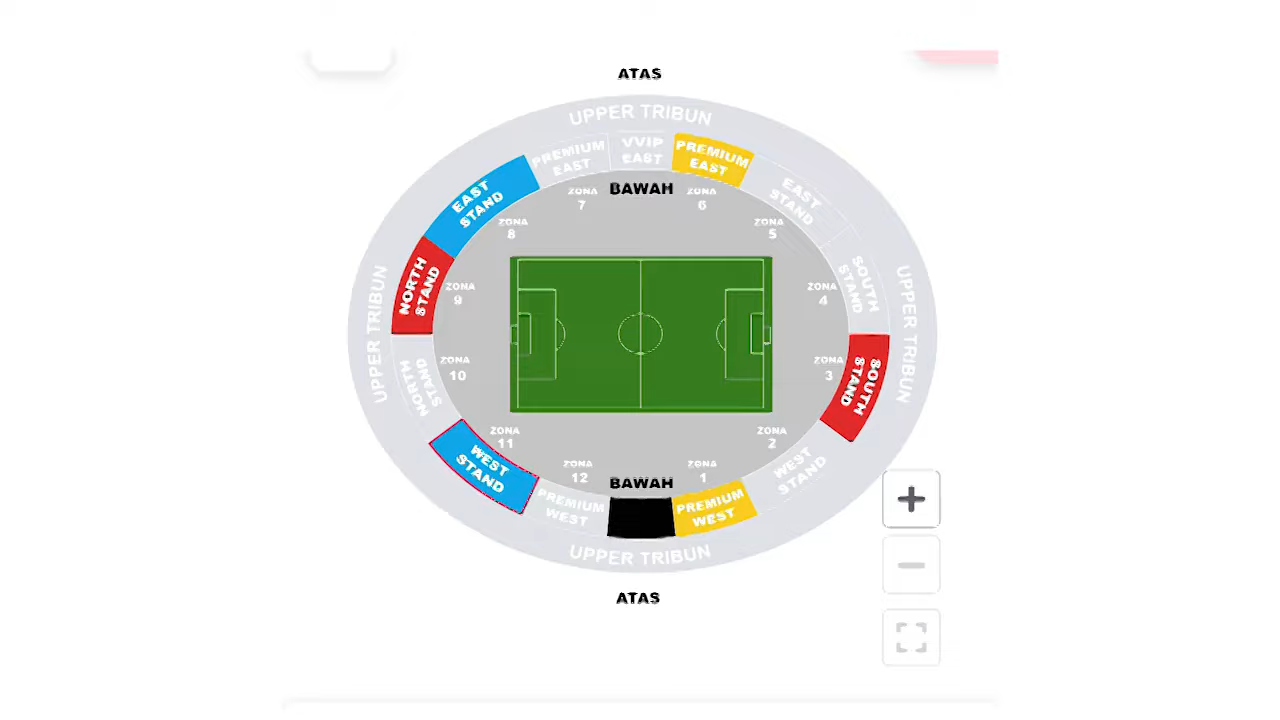 ATAS
UPPER TRIBUN
PREMIUM
EAST
VVIP
EAST
PREMIUM
EAST
EAST
STAND
EAST
STAND
BAWAH
ZONA
7
ZONA
6
ZONA
8
ZONA
5
NORTH
STAND
ZONA
9
ZONA
4
SOUTH
STAND
UPPER TRIBUN
UPPER TRIBUN
NORTH
STAND
ZONA
10
ZONA
3
SOUTH
STAND
ZONA
11
ZONA
2
WEST
STAND
WEST
STAND
ZONA
12
ZONA
1
BAWAH
PREMIUM
WEST
PREMIUM
WEST
UPPER TRIBUN
ATAS